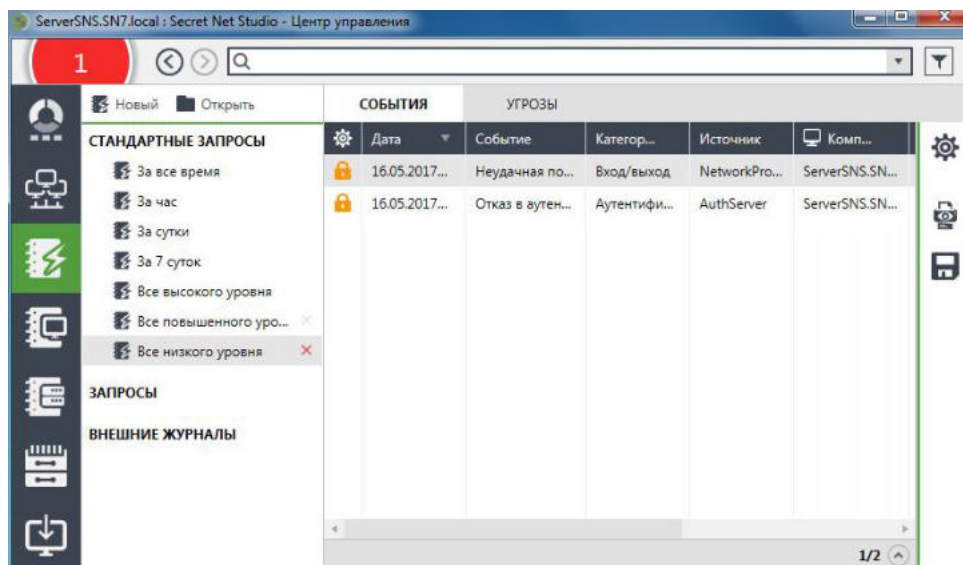 ServerSNS.SN7.local : Secret Net Studio - Центр управления
1
Новый Открыть
СОБЫТИЯ УГРОЗЫ
СТАНДАРТНЫЕ ЗАПРОСЫ
За все время
За час
За сутки
За 7 суток
Все высокого уровня
Все повышенного уро...
Все низкого уровня
ЗАПРОСЫ
ВНЕШНИЕ ЖУРНАЛЫ
Дата Событие Категор... Источник Комп...
16.05.2017... Неудачная по... Вход/выход NetworkPro... ServerSNS.SN...
16.05.2017... Отказ в аутен... Аутентифи... AuthServer ServerSNS.SN...
1/2